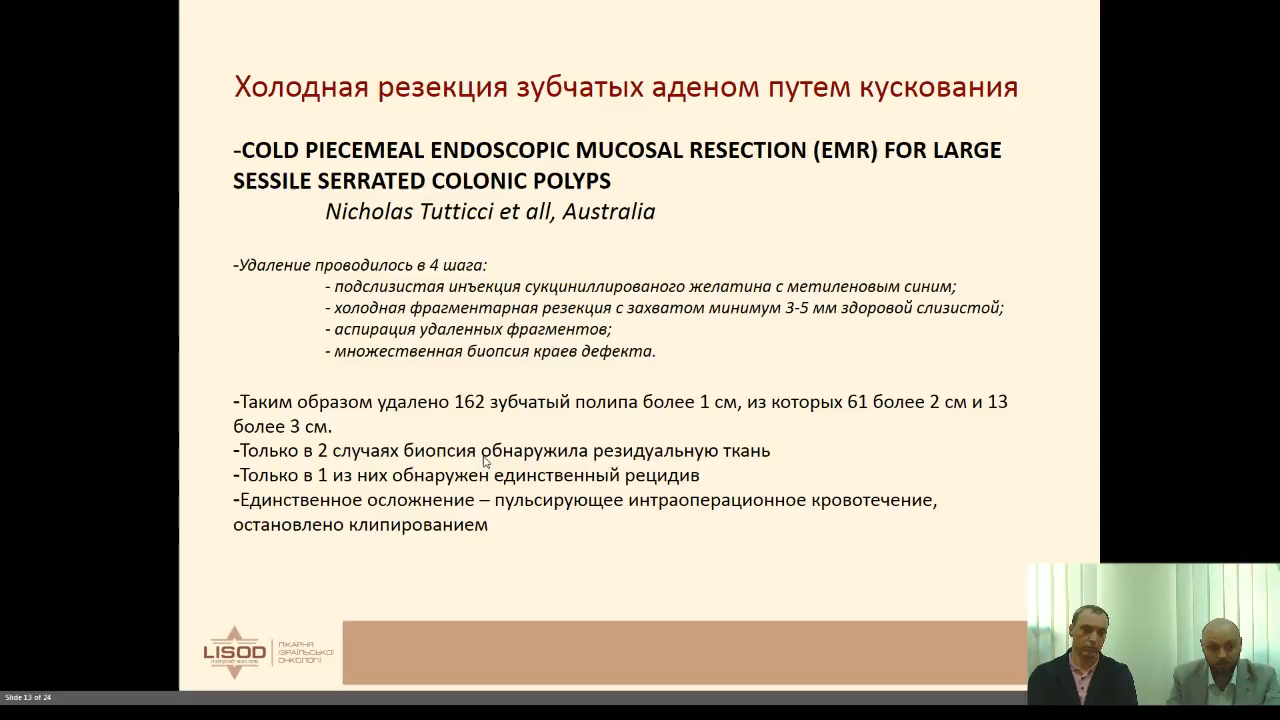 Холодная резекция зубчатых аденом путем кускования
-COLD PIECEMEAL ENDOSCOPIC MUCOSAL RESECTION (EMR) FOR LARGE
SESSILE SERRATED COLONIC POLYPS
Nicholas Tutticci et all, Australia
-Удаление проводилось в 4 шага:
- подслизистая инъекция сукциниллированого желатина с метиленовым синим;
- холодная фрагментарная резекция с захватом минимум 3-5 мм здоровой слизистой;
- аспирация удаленных фрагментов;
- множественная биопсия краев дефекта.
-Таким образом удалено 162 зубчатый полипа более 1 см, из которых 61 более 2 см и 13
более 3 см.
-Только в 2 случаях биопсия обнаружила резидуальную ткань
-Только в 1 из них обнаружен единственный рецидив
-Единственное осложнение – пульсирующее интраоперационное кровотечение,
остановлено клипированием
LISOD
ЛІКАРНЯ
ІЗРАЇЛЬСЬКОЇ
ОНКОЛОГІЇ
Slide 13 of 24